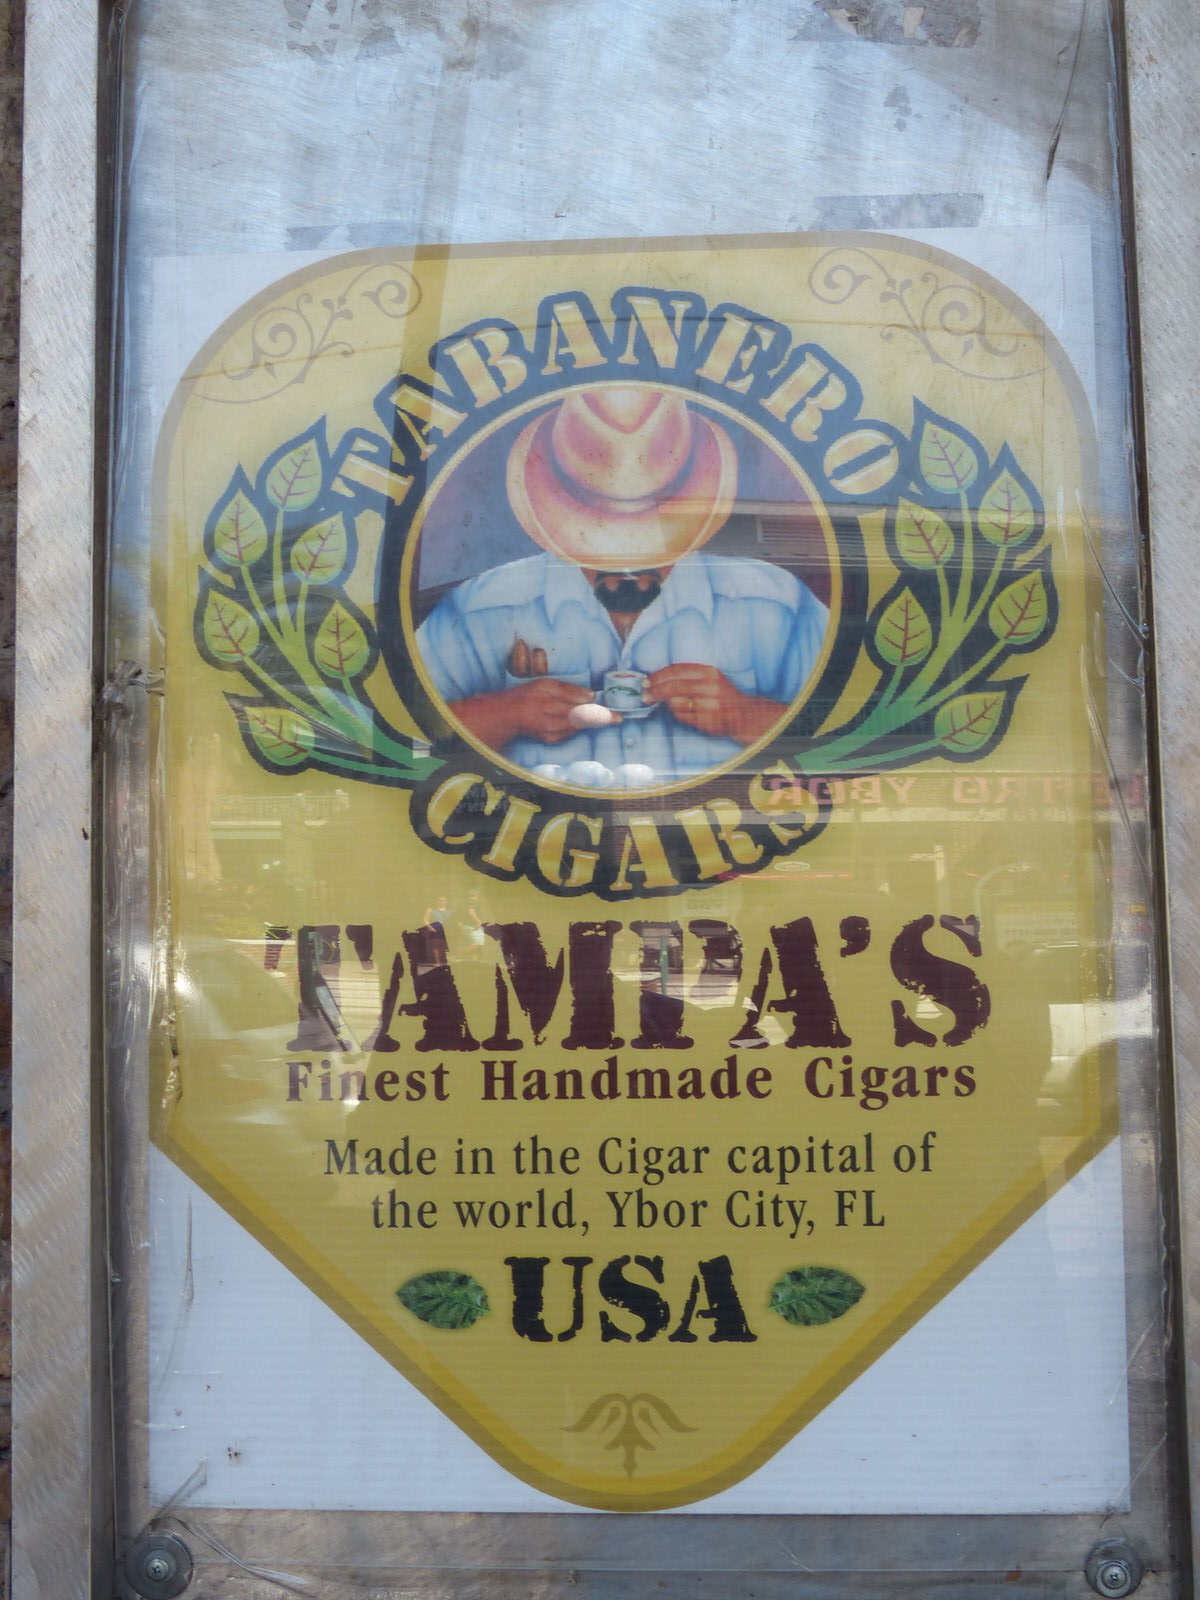 TABANERO
CIGARS
TAMPA'S
Finest Handmade Cigars
Made in the Cigar capital of
the world, Ybor City, FL
USA